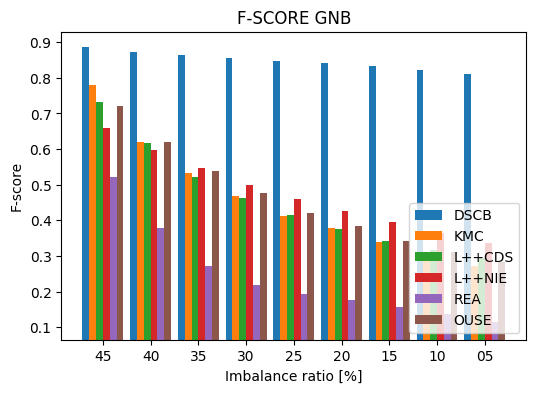 F-SCORE GNB
F-score
0.9
0.8
0.7
0.6
0.5
0.4
0.3
0.2
0.1
DSCB
KMC
L++CDS
L++NIE
REA
OUSE
45 40 35 30 25 20 15 10 05
Imbalance ratio [%]